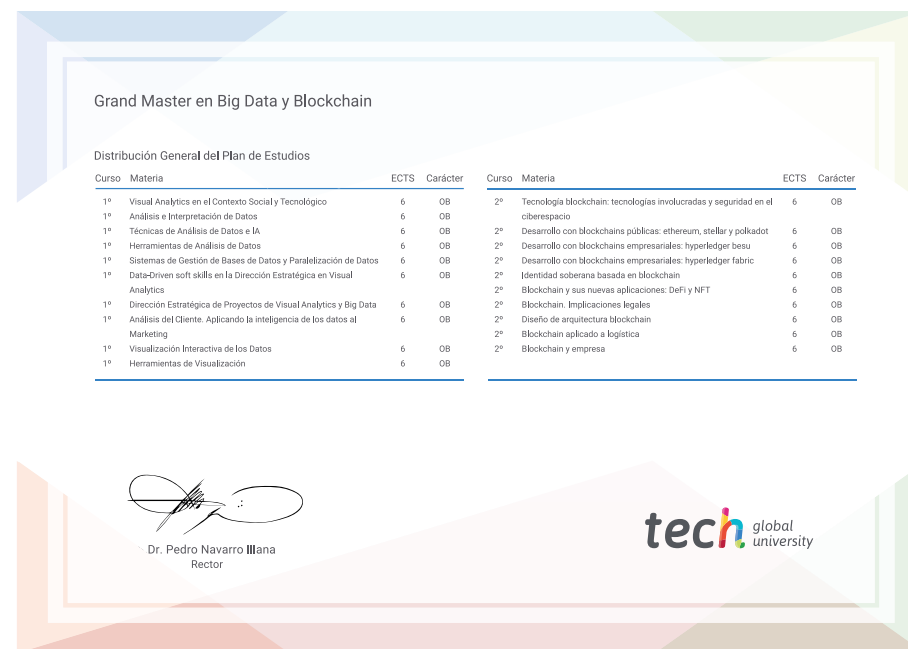 Grand Master en Big Data y Blockchain
Distribución General del Plan de Estudios
Curso Materia ECTS Carácter
1º Visual Analytics en el Contexto Social y Tecnológico 6 OB
1º Análisis e Interpretación de Datos 6 OB
1º Técnicas de Análisis de Datos e IA 6 OB
1º Herramientas de Análisis de Datos 6 OB
1º Sistemas de Gestión de Bases de Datos y Paralelización de Datos 6 OB
1º Data-Driven soft skills en la Dirección Estratégica en Visual 6 OB
Analytics
1º Dirección Estratégica de Proyectos de Visual Analytics y Big Data 6 OB
1º Análisis del Cliente. Aplicando la inteligencia de los datos al 6 OB
Marketing
1º Visualización Interactiva de los Datos 6 OB
1º Herramientas de Visualización 6 OB
Curso Materia ECTS Carácter
2º Tecnología blockchain: tecnologías involucradas y seguridad en el 6 OB
ciberespacio
2º Desarrollo con blockchains públicas: ethereum, stellar y polkadot 6 OB
2º Desarrollo con blockchains empresariales: hyperledger besu 6 OB
2º Desarrollo con blockchains empresariales: hyperledger fabric 6 OB
2º Identidad soberana basada en blockchain 6 OB
2º Blockchain y sus nuevas aplicaciones: DeFi y NFT 6 OB
2º Blockchain. Implicaciones legales 6 OB
2º Diseño de arquitectura blockchain 6 OB
2º Blockchain aplicado a logística 6 OB
2º Blockchain y empresa 6 OB
Dr. Pedro Navarro Illana
Rector
tech global
university